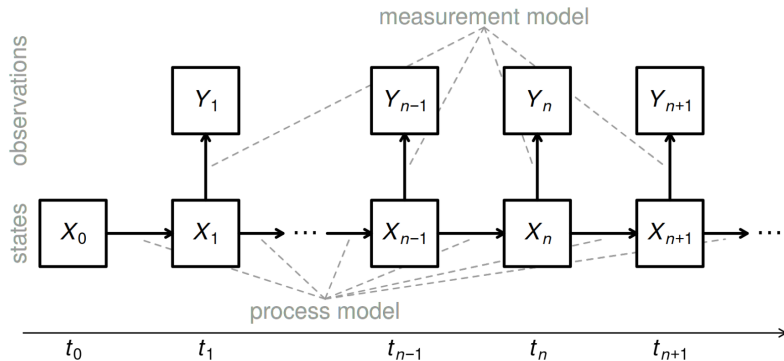 measurement model
observations
Y₁ Yₙ₋₁ Yₙ Yₙ₊₁
states
X₀ X₁ ··· Xₙ₋₁ Xₙ Xₙ₊₁ ···
process model
t₀ t₁ tₙ₋₁ tₙ tₙ₊₁